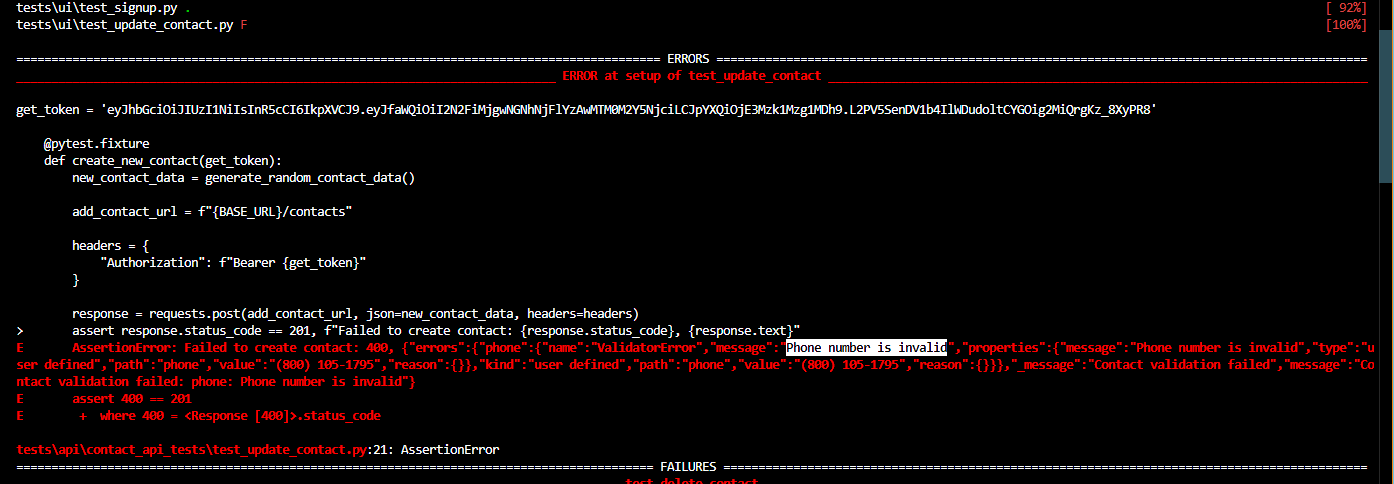 tests\ui\test_signup.py . [ 92%]
tests\ui\test_update_contact.py F [100%]
ERRORS
ERROR at setup of test_update_contact
get_token = 'eyJhbGciOiJIUzI1NiIsInR5cCI6IkpXVCJ9.eyJfaWQiOiI2N2FiMjgwNGNhNjFlYzAwMTM0M2Y5NjciLCJpYXQiOjE3Mzk1Mzg1MDh9.L2PV5SenDV1b4IlWDudoltCYGOig2MiQrgKz_8XyPR8'
@pytest.fixture
def create_new_contact(get_token):
new_contact_data = generate_random_contact_data()
add_contact_url = f"{BASE_URL}/contacts"
headers = {
"Authorization": f"Bearer {get_token}"
}
response = requests.post(add_contact_url, json=new_contact_data, headers=headers)
> assert response.status_code == 201, f"Failed to create contact: {response.status_code}, {response.text}"
E AssertionError: Failed to create contact: 400, {"errors":{"phone":{"name":"ValidatorError","message":"Phone number is invalid","properties":{"message":"Phone number is invalid","type":"u
ser defined","path":"phone","value":"(800) 105-1795","reason":{}},"kind":"user defined","path":"phone","value":"(800) 105-1795","reason":{}}},"_message":"Contact validation failed","message":"Co
ntact validation failed: phone: Phone number is invalid"}
E assert 400 == 201
E + where 400 = <Response [400]>.status_code
tests\api\contact_api_tests\test_update_contact.py:21: AssertionError
FAILURES
test_delete_contact